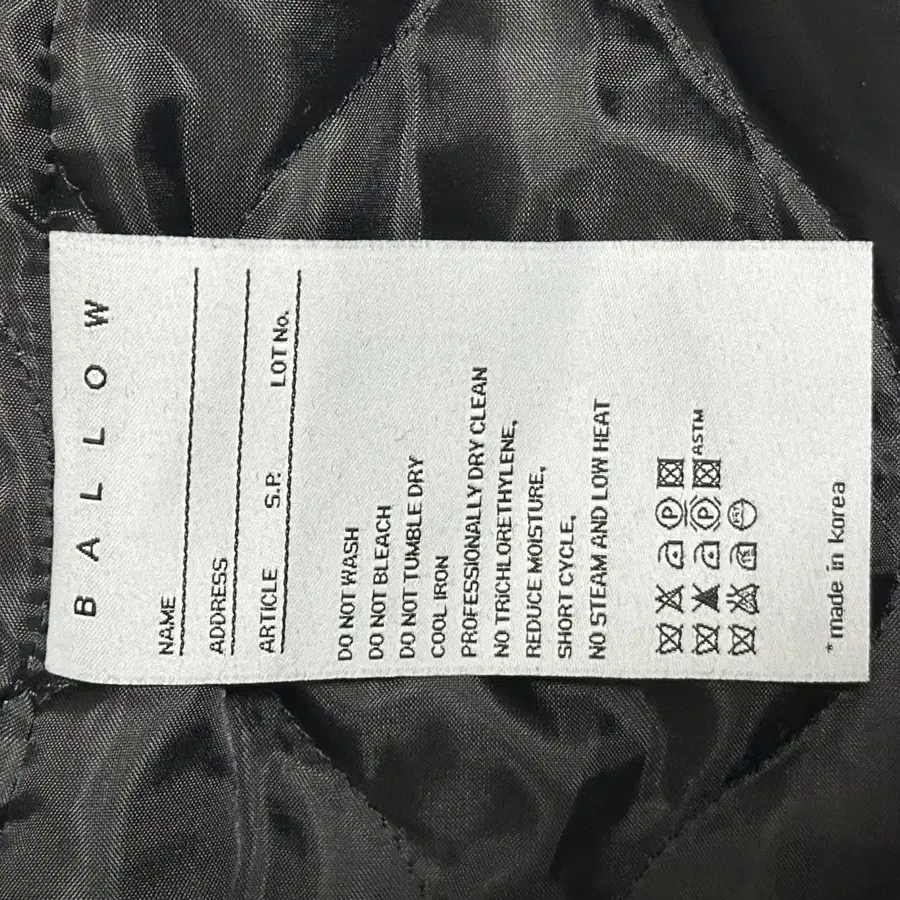 BALLOW
NAME
ADDRESS
ARTICLE S.P. LOT No.
DO NOT WASH
DO NOT BLEACH
DO NOT TUMBLE DRY
COOL IRON
PROFESSIONALLY DRY CLEAN
NO TRICHLORETHYLENE,
REDUCE MOISTURE,
SHORT CYCLE,
NO STEAM AND LOW HEAT
P
P ASTM
*made in korea